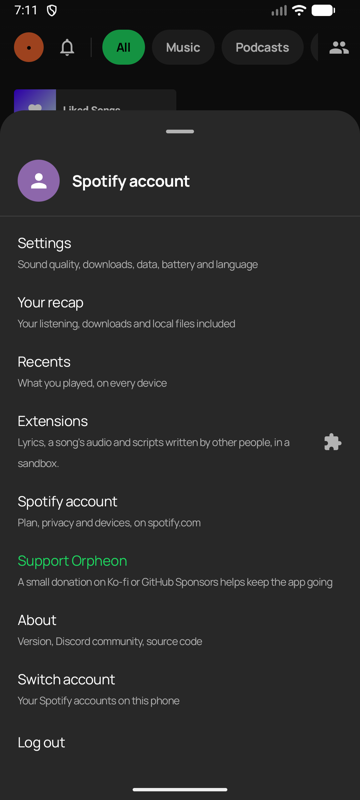 7:11
All
Music
Podcasts
Liked Songs
Spotify account
Settings
Sound quality, downloads, data, battery and language
Your recap
Your listening, downloads and local files included
Recents
What you played, on every device
Extensions
Lyrics, a song's audio and scripts written by other people, in a
sandbox.
Spotify account
Plan, privacy and devices, on spotify.com
Support Orpheon
A small donation on Ko-fi or GitHub Sponsors helps keep the app going
About
Version, Discord community, source code
Switch account
Your Spotify accounts on this phone
Log out